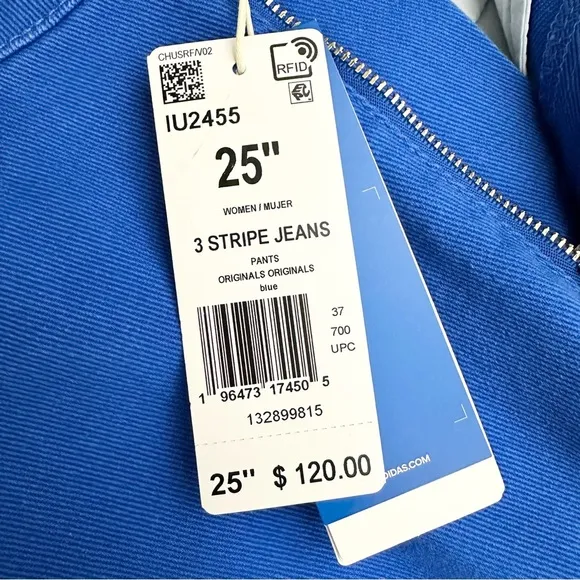 CHUSRF/V02
RFID
IU2455
25"
WOMEN / MUJER
3 STRIPE JEANS
PANTS
ORIGINALS ORIGINALS
blue
37
700
UPC
1 96473 17450 5
132899815
25" $ 120.00
DIDAS.COM